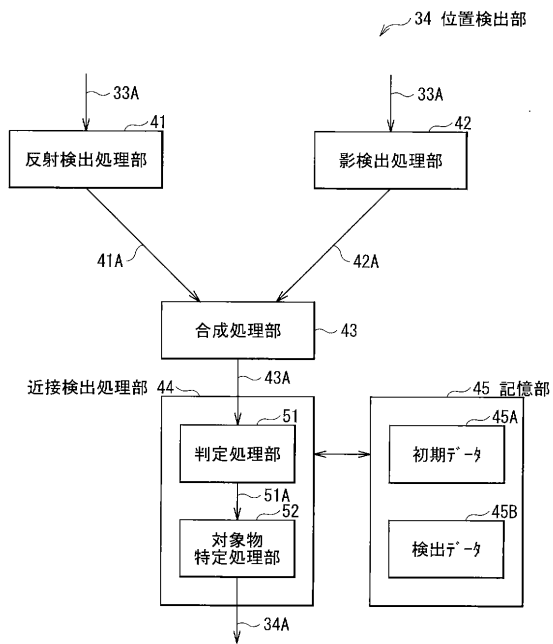 34 位置検出部
33A
33A
41
42
反射検出処理部
影検出処理部
41A
42A
合成処理部
43
43A
近接検出処理部 44
45 記憶部
51
45A
判定処理部
初期データ
51A
52
45B
対象物
特定処理部
検出データ
34A